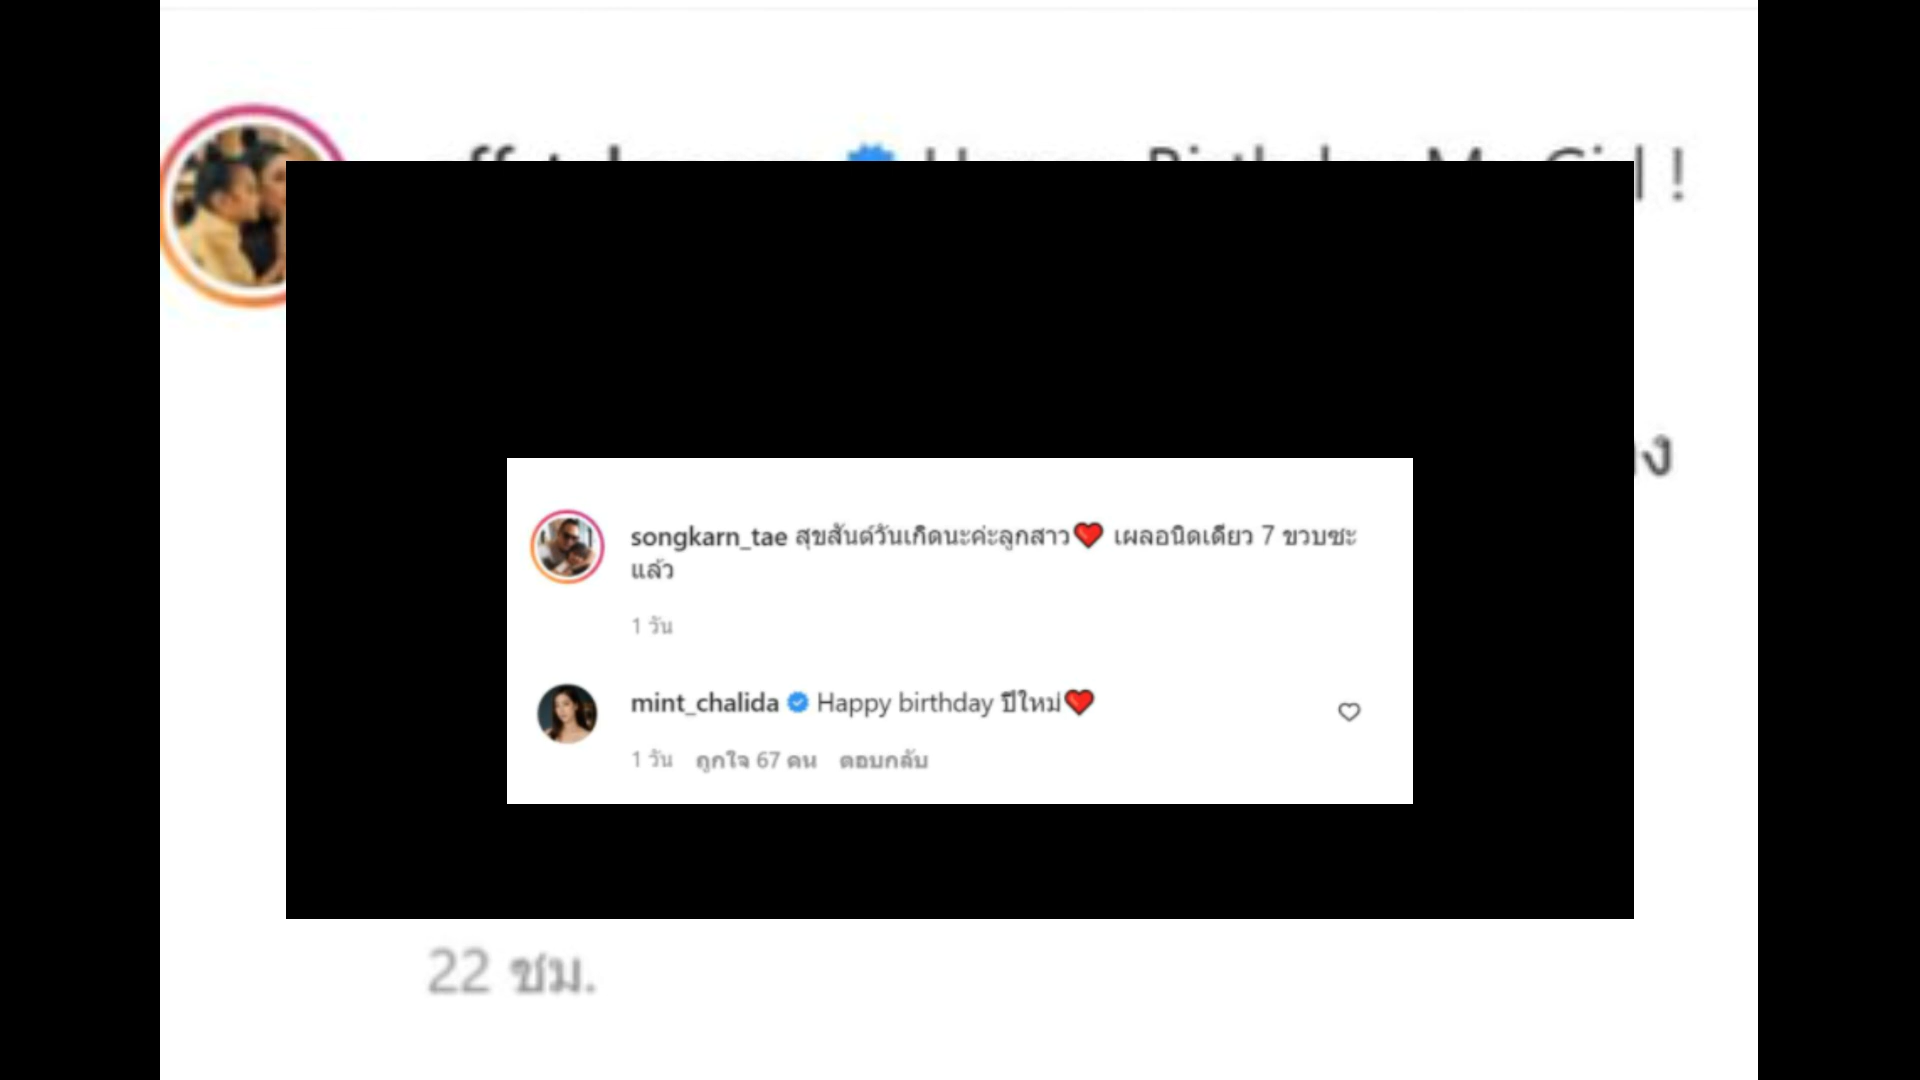 !
ง
songkarn_tae สุขสันต์วันเกิดนะค่ะลูกสาว❤️ เผลอนิดเดียว 7 ขวบซะ
แล้ว
1 วัน
mint_chalida Happy birthday ปีใหม่❤️
1 วัน ถูกใจ 67 คน ตอบกลับ
22 ชม.